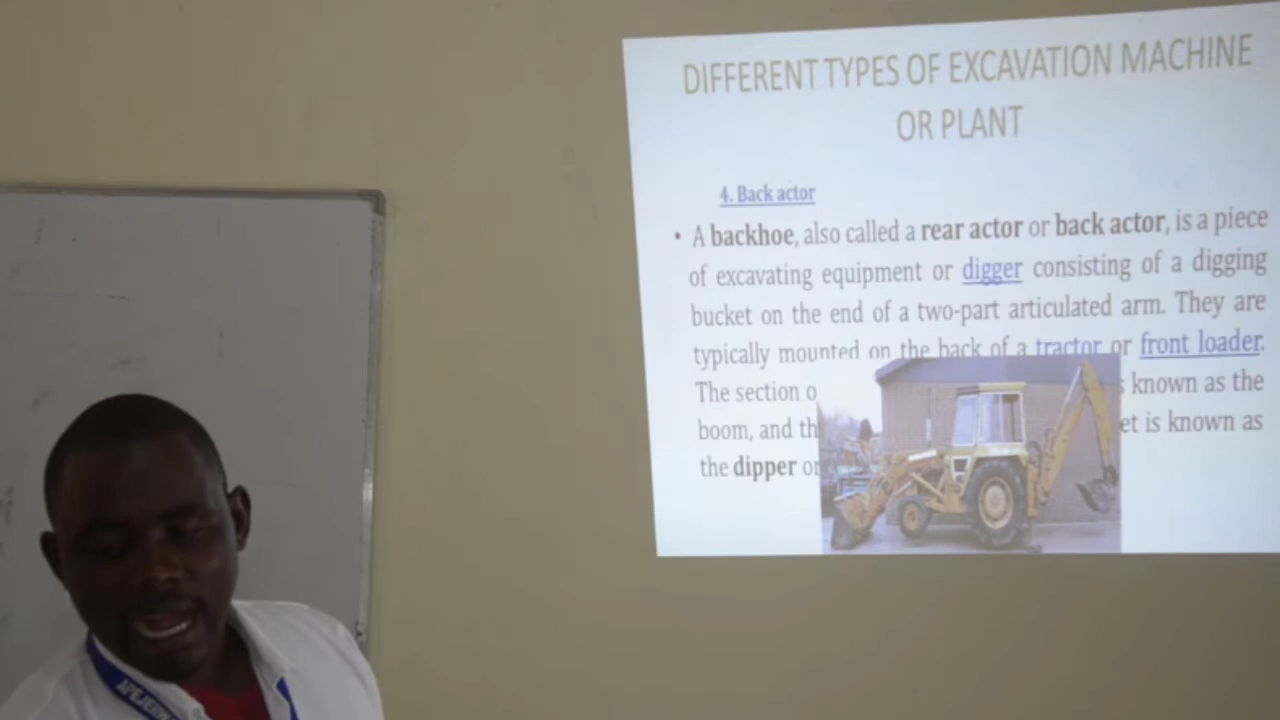 DIFFERENT TYPES OF EXCAVATION MACHINE
OR PLANT
4. Back actor
• A backhoe, also called a rear actor or back actor, is a piece
of excavating equipment or digger consisting of a digging
bucket on the end of a two-part articulated arm. They are
typically mounted on the back of a tractor or front loader.
The section known as the
boom, and is known as
the dipper